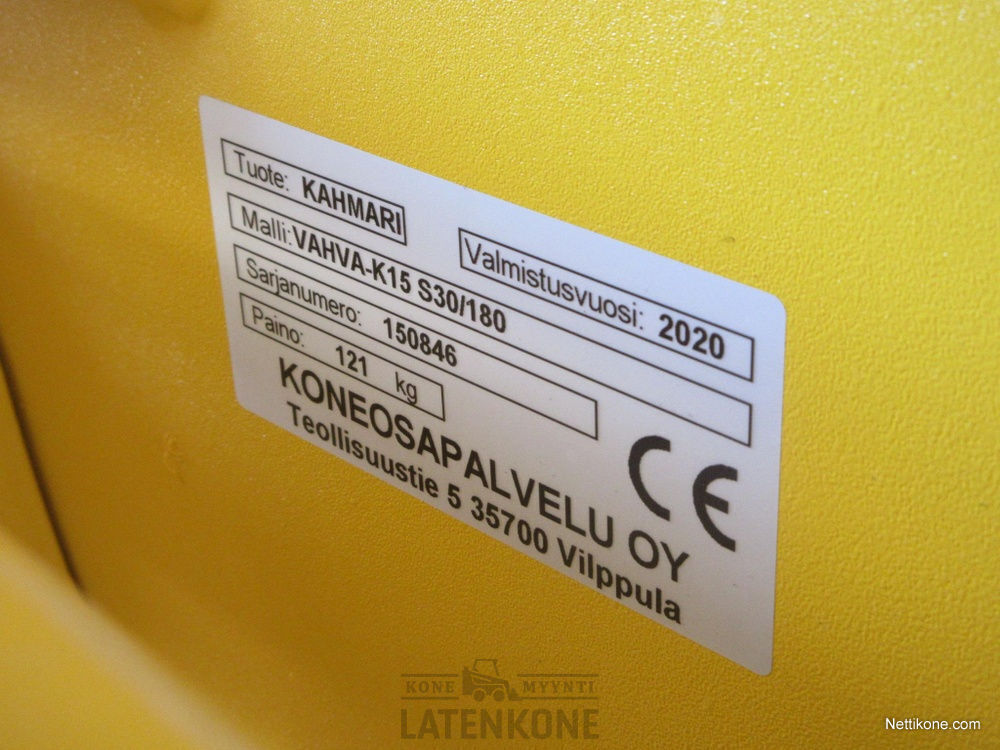 Tuote: KAHMARI
Valmistusvuosi: 2020
Malli: VAHVA-K15 S30/180
Sarjanumero: 150846
Paino: 121 kg
KONEOSAPALVELU OY
Teollisuustie 5 35700 Vilppula
CE
KONE MYYNTI
LATENKONE
Nettikone.com